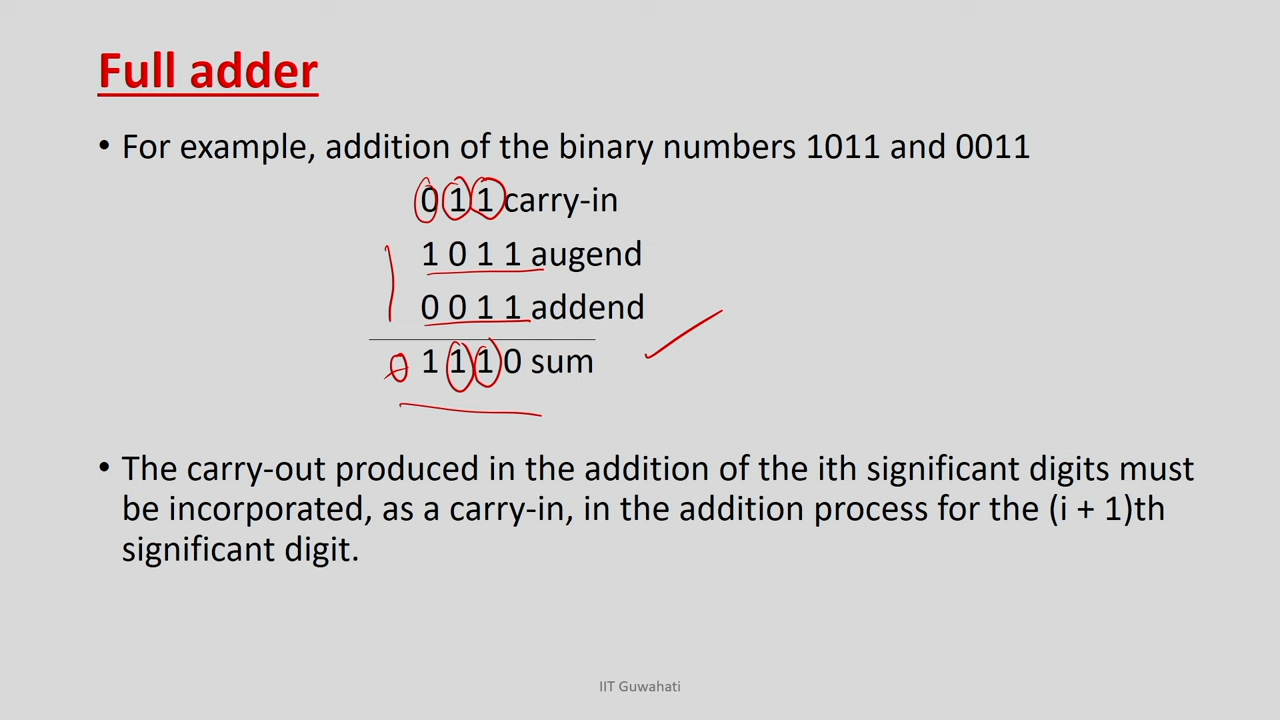 Full adder
• For example, addition of the binary numbers 1011 and 0011
0 1 1 carry-in
1 0 1 1 augend
0 0 1 1 addend
0 1 1 1 0 sum
• The carry-out produced in the addition of the ith significant digits must
be incorporated, as a carry-in, in the addition process for the (i + 1)th
significant digit.
IIT Guwahati